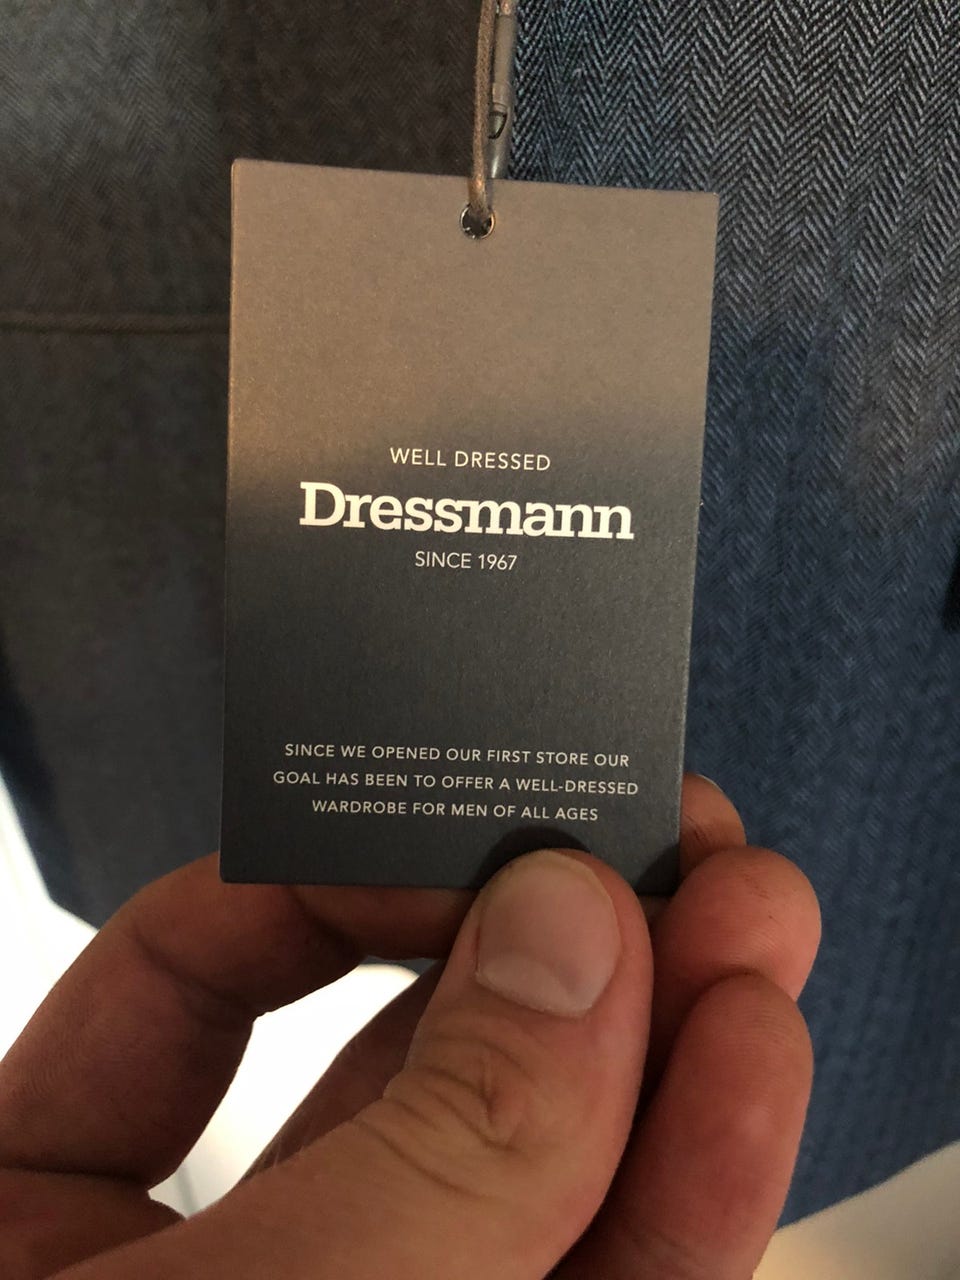 WELL DRESSED
Dressmann
SINCE 1967
SINCE WE OPENED OUR FIRST STORE OUR
GOAL HAS BEEN TO OFFER A WELL-DRESSED
WARDROBE FOR MEN OF ALL AGES